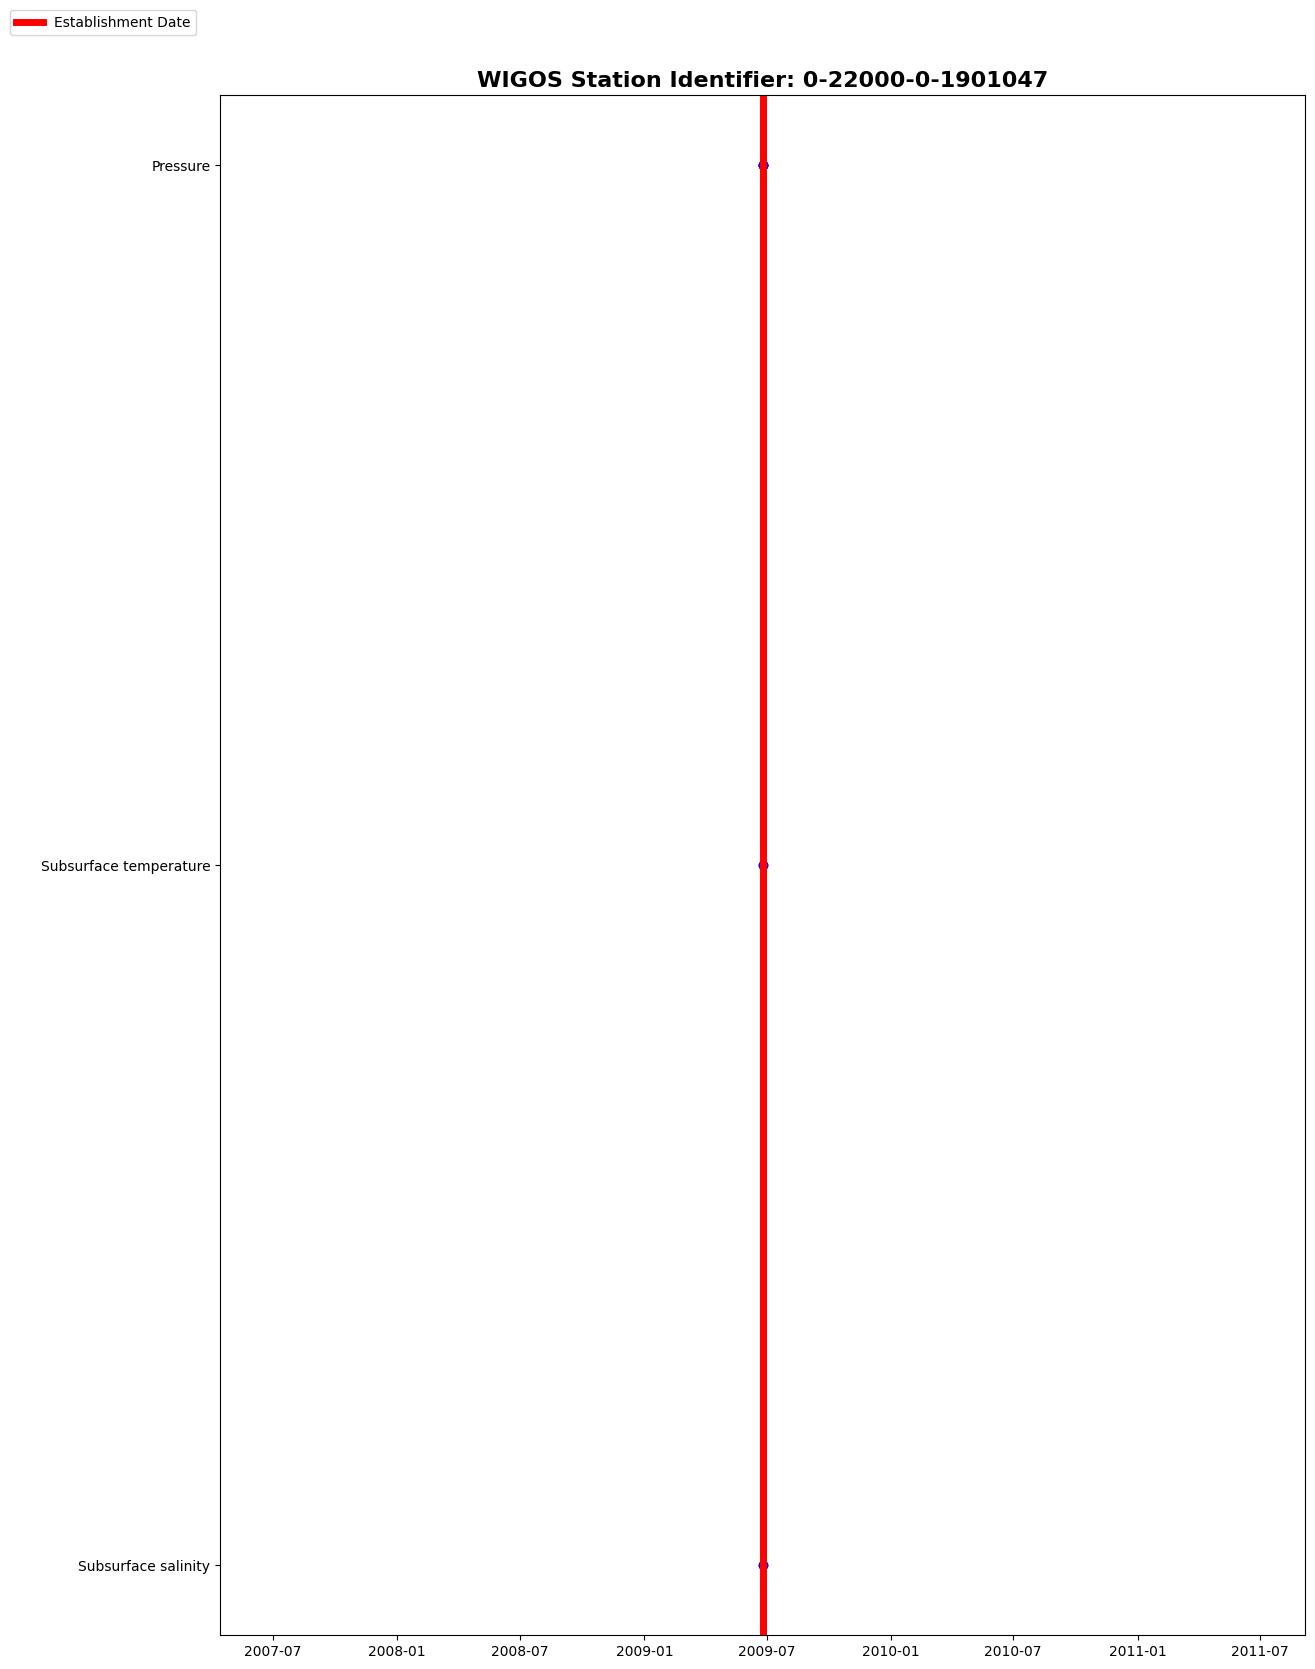 Establishment Date
WIGOS Station Identifier: 0-22000-0-1901047
Pressure
Subsurface temperature
Subsurface salinity
2007-07 2008-01 2008-07 2009-01 2009-07 2010-01 2010-07 2011-01 2011-07